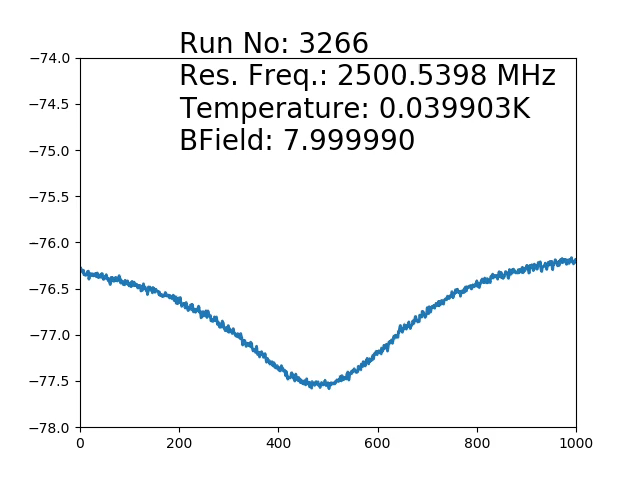 Run No: 3266
Res. Freq.: 2500.5398 MHz
Temperature: 0.039903K
BField: 7.999990
−74.0
−74.5
−75.0
−75.5
−76.0
−76.5
−77.0
−77.5
−78.0
0 200 400 600 800 1000